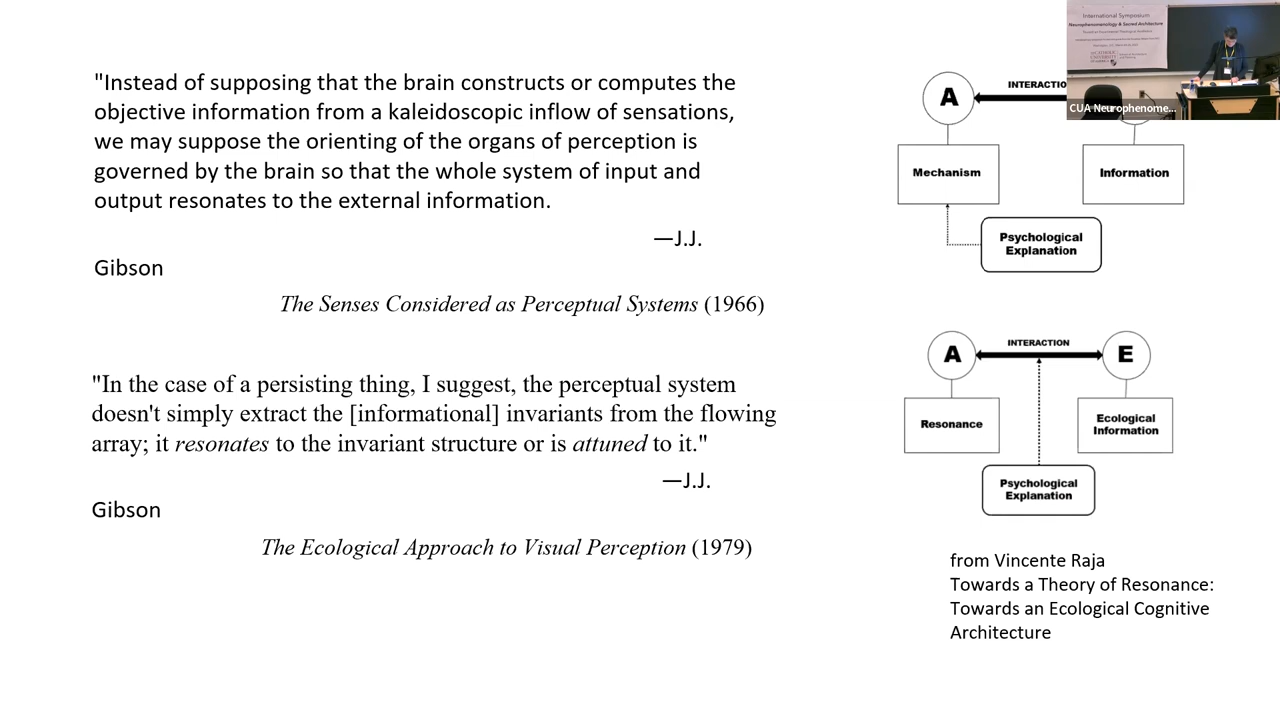 "Instead of supposing that the brain constructs or computes the
objective information from a kaleidoscopic inflow of sensations,
we may suppose the orienting of the organs of perception is
governed by the brain so that the whole system of input and
output resonates to the external information.
—J.J.
Gibson
The Senses Considered as Perceptual Systems (1966)
"In the case of a persisting thing, I suggest, the perceptual system
doesn't simply extract the [informational] invariants from the flowing
array; it resonates to the invariant structure or is attuned to it."
—J.J.
Gibson
The Ecological Approach to Visual Perception (1979)
International Symposium
Neurophenomenology & Sacred Architecture
CUA Neurophenome...
INTERACTIO
A
Mechanism
Information
Psychological
Explanation
INTERACTION
A
E
Resonance
Ecological
Information
Psychological
Explanation
from Vincente Raja
Towards a Theory of Resonance:
Towards an Ecological Cognitive
Architecture